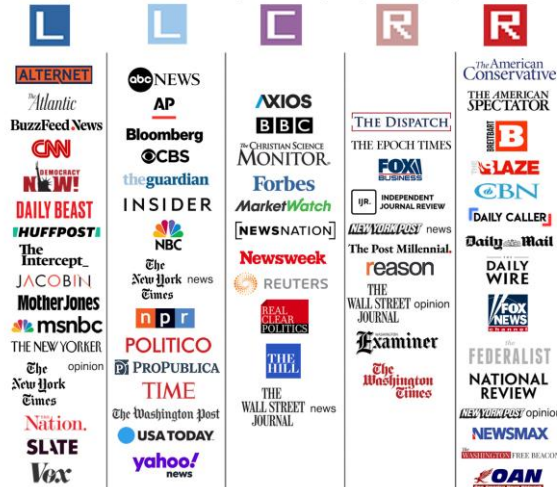 L
L
C
R
R
ALTERNET
The Atlantic
BuzzFeed News
CNN
DEMOCRACY
NOW!
DAILY BEAST
HUFFPOST
The
Intercept_
JACOBIN
Mother Jones
msnbc
THE NEW YORKER
The
New York
Times
opinion
The Nation.
SLATE
Vox
abc NEWS
AP
Bloomberg
CBS
theguardian
INSIDER
NBC
The
New York
Times
news
npr
POLITICO
PROPUBLICA
TIME
The Washington Post
USA TODAY
yahoo!
news
AXIOS
BBC
The CHRISTIAN SCIENCE
MONITOR
Forbes
MarketWatch
[NEWSNATION]
Newsweek
REUTERS
REAL
CLEAR
POLITICS
THE
HILL
THE
WALL STREET
JOURNAL
news
THE DISPATCH
THE EPOCH TIMES
FOX
BUSINESS
IJR.
INDEPENDENT
JOURNAL REVIEW
NEW YORK POST news
The Post Millennial.
reason
THE
WALL STREET
JOURNAL
opinion
WASHINGTON
Examiner
The
Washington
Times
The American
Conservative
THE AMERICAN
SPECTATOR
BREITBART
B
THE BLAZE
CBN
DAILY CALLER
Daily Mail
THE
DAILY
WIRE
FOX
NEWS
channel
the
FEDERALIST
NATIONAL
REVIEW
NEW YORK POST opinion
NEWSMAX
The WASHINGTON FREE BEACON
OAN